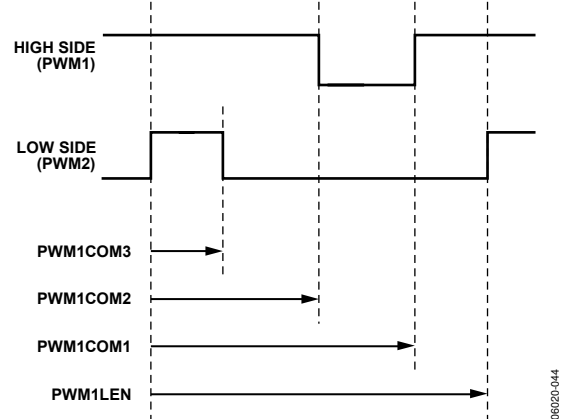 HIGH SIDE
(PWM1)
LOW SIDE
(PWM2)
PWM1COM3
PWM1COM2
PWM1COM1
PWM1LEN
06020-044